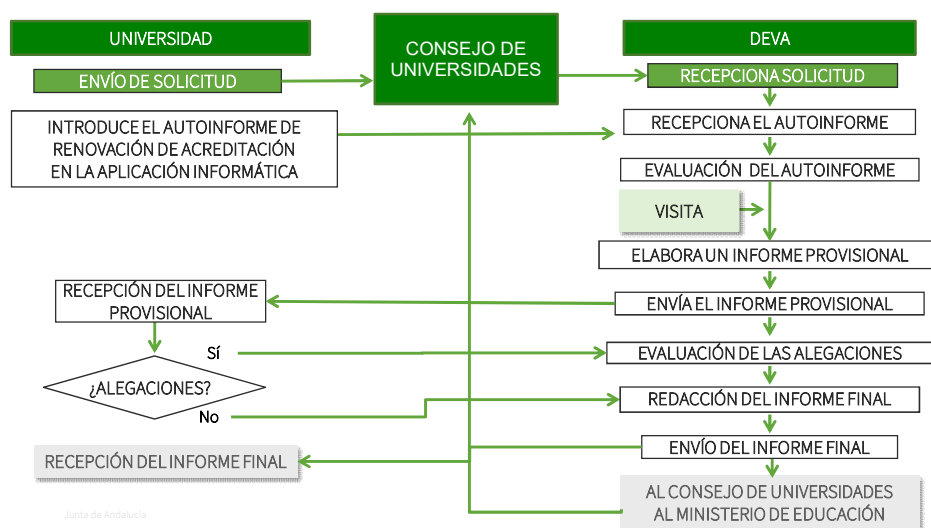 UNIVERSIDAD
CONSEJO DE
UNIVERSIDADES
DEVA
ENVÍO DE SOLICITUD
RECEPCIONA SOLICITUD
INTRODUCE EL AUTOINFORME DE
RENOVACIÓN DE ACREDITACIÓN
EN LA APLICACIÓN INFORMÁTICA
RECEPCIONA EL AUTOINFORME
EVALUACIÓN DEL AUTOINFORME
VISITA
ELABORA UN INFORME PROVISIONAL
RECEPCIÓN DEL INFORME
PROVISIONAL
ENVÍA EL INFORME PROVISIONAL
Sí
EVALUACIÓN DE LAS ALEGACIONES
¿ALEGACIONES?
No
REDACCIÓN DEL INFORME FINAL
ENVÍO DEL INFORME FINAL
RECEPCIÓN DEL INFORME FINAL
AL CONSEJO DE UNIVERSIDADES
AL MINISTERIO DE EDUCACIÓN
Junta de Andalucía